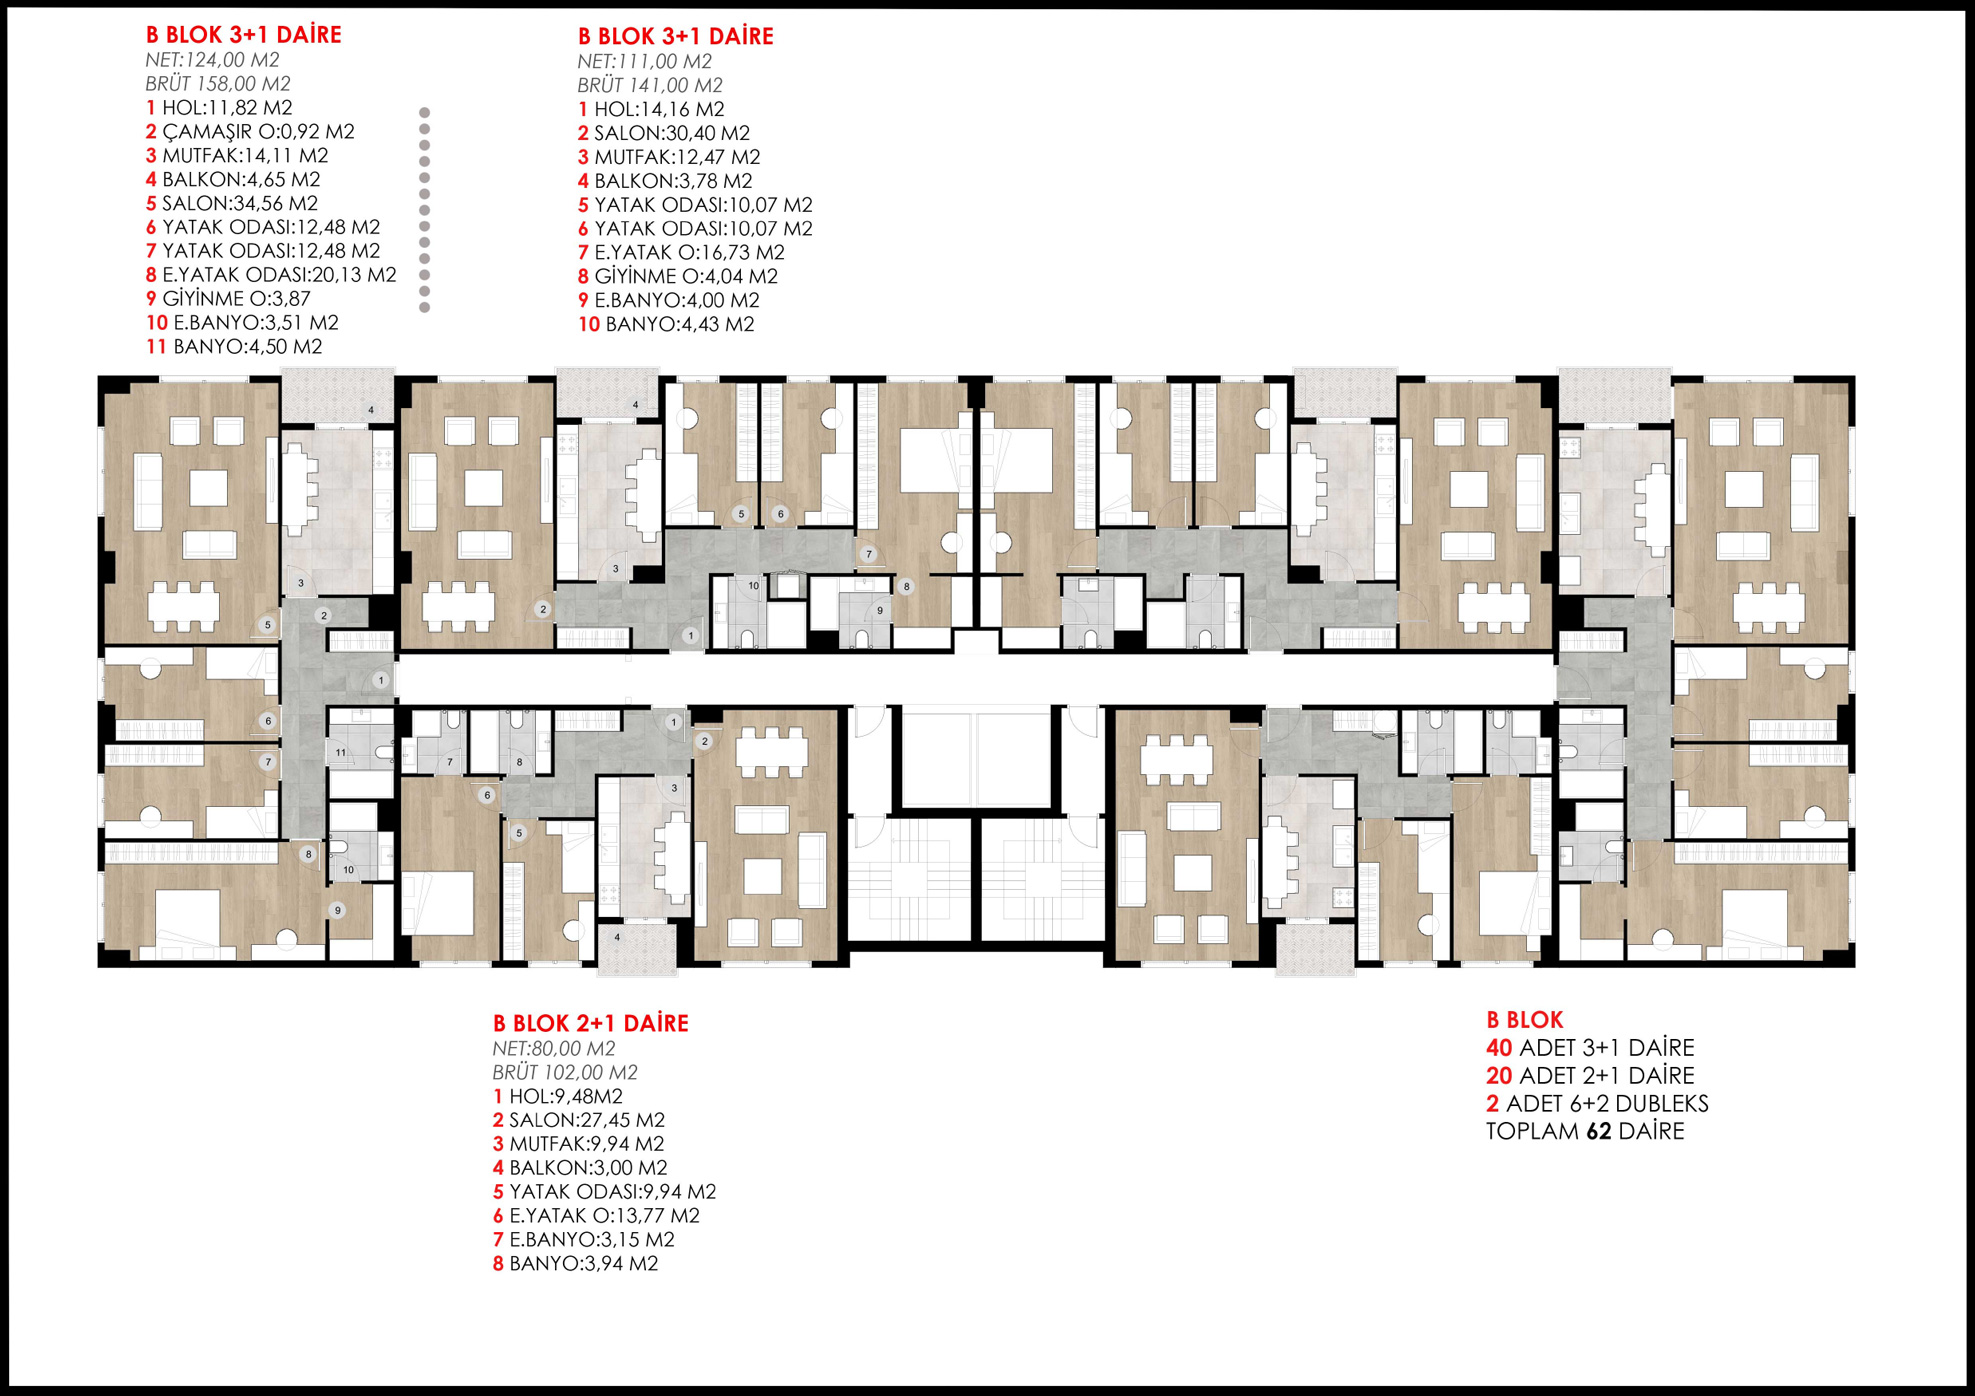 B BLOK 3+1 DAİRE
NET:124,00 M2
BRÜT 158,00 M2
1 HOL:11,82 M2
2 ÇAMAŞIR O:0,92 M2
3 MUTFAK:14,11 M2
4 BALKON:4,65 M2
5 SALON:34,56 M2
6 YATAK ODASI:12,48 M2
7 YATAK ODASI:12,48 M2
8 E.YATAK ODASI:20,13 M2
9 GİYİNME O:3,87
10 E.BANYO:3,51 M2
11 BANYO:4,50 M2
B BLOK 3+1 DAİRE
NET:111,00 M2
BRÜT 141,00 M2
1 HOL:14,16 M2
2 SALON:30,40 M2
3 MUTFAK:12,47 M2
4 BALKON:3,78 M2
5 YATAK ODASI:10,07 M2
6 YATAK ODASI:10,07 M2
7 E.YATAK O:16,73 M2
8 GİYİNME O:4,04 M2
9 E.BANYO:4,00 M2
10 BANYO:4,43 M2
4
4
5
6
7
3
3
8
10
9
2
2
5
1
1
6
1
2
11
7
8
7
6
3
5
8
10
9
4
B BLOK 2+1 DAİRE
NET:80,00 M2
BRÜT 102,00 M2
1 HOL:9,48M2
2 SALON:27,45 M2
3 MUTFAK:9,94 M2
4 BALKON:3,00 M2
5 YATAK ODASI:9,94 M2
6 E.YATAK O:13,77 M2
7 E.BANYO:3,15 M2
8 BANYO:3,94 M2
B BLOK
40 ADET 3+1 DAİRE
20 ADET 2+1 DAİRE
2 ADET 6+2 DUBLEKS
TOPLAM 62 DAİRE